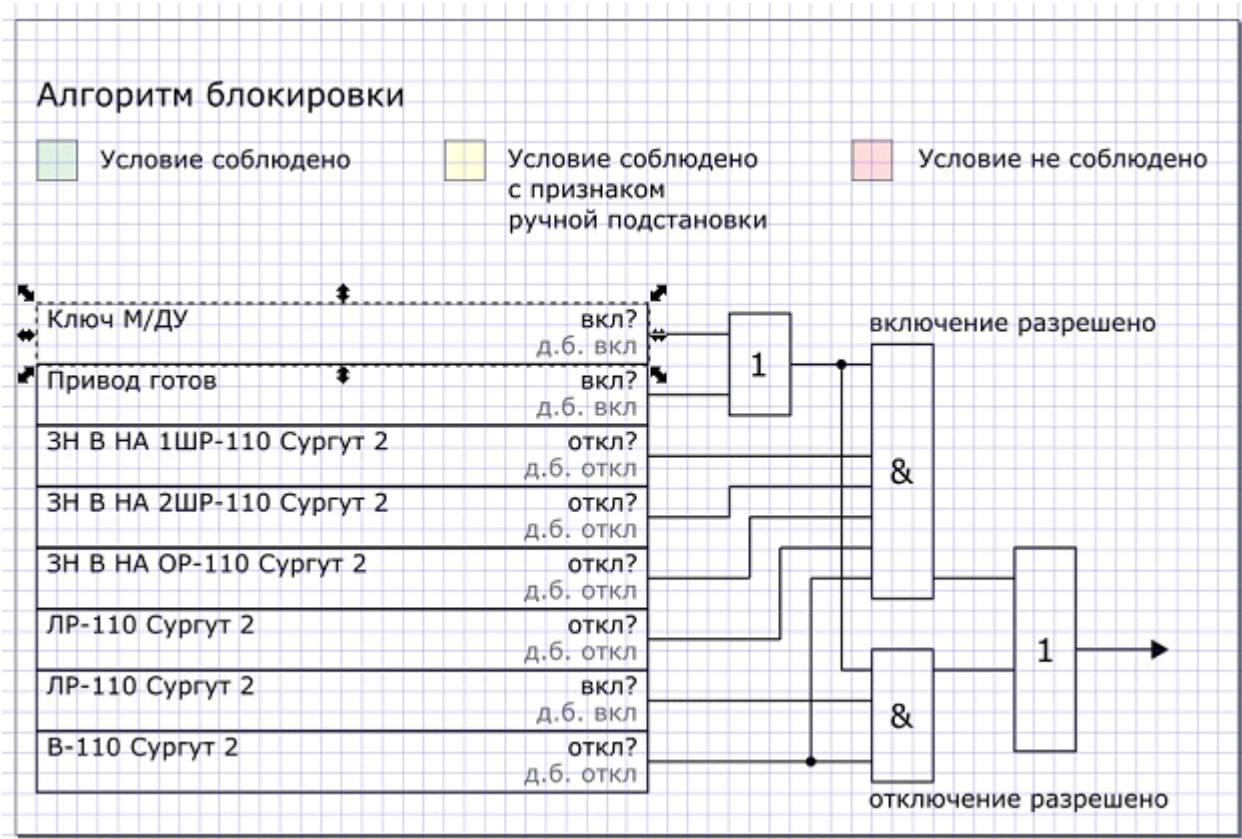 Алгоритм блокировки
Условие соблюдено
Условие соблюдено
с признаком
ручной подстановки
Условие не соблюдено
Ключ М/ДУ вкл?
д.б. вкл
Привод готов вкл?
д.б. вкл
ЗН В НА 1ШР-110 Сургут 2 откл?
д.б. откл
ЗН В НА 2ШР-110 Сургут 2 откл?
д.б. откл
ЗН В НА ОР-110 Сургут 2 откл?
д.б. откл
ЛР-110 Сургут 2 откл?
д.б. откл
ЛР-110 Сургут 2 вкл?
д.б. вкл
В-110 Сургут 2 откл?
д.б. откл
1
включение разрешено
&
1
&
отключение разрешено